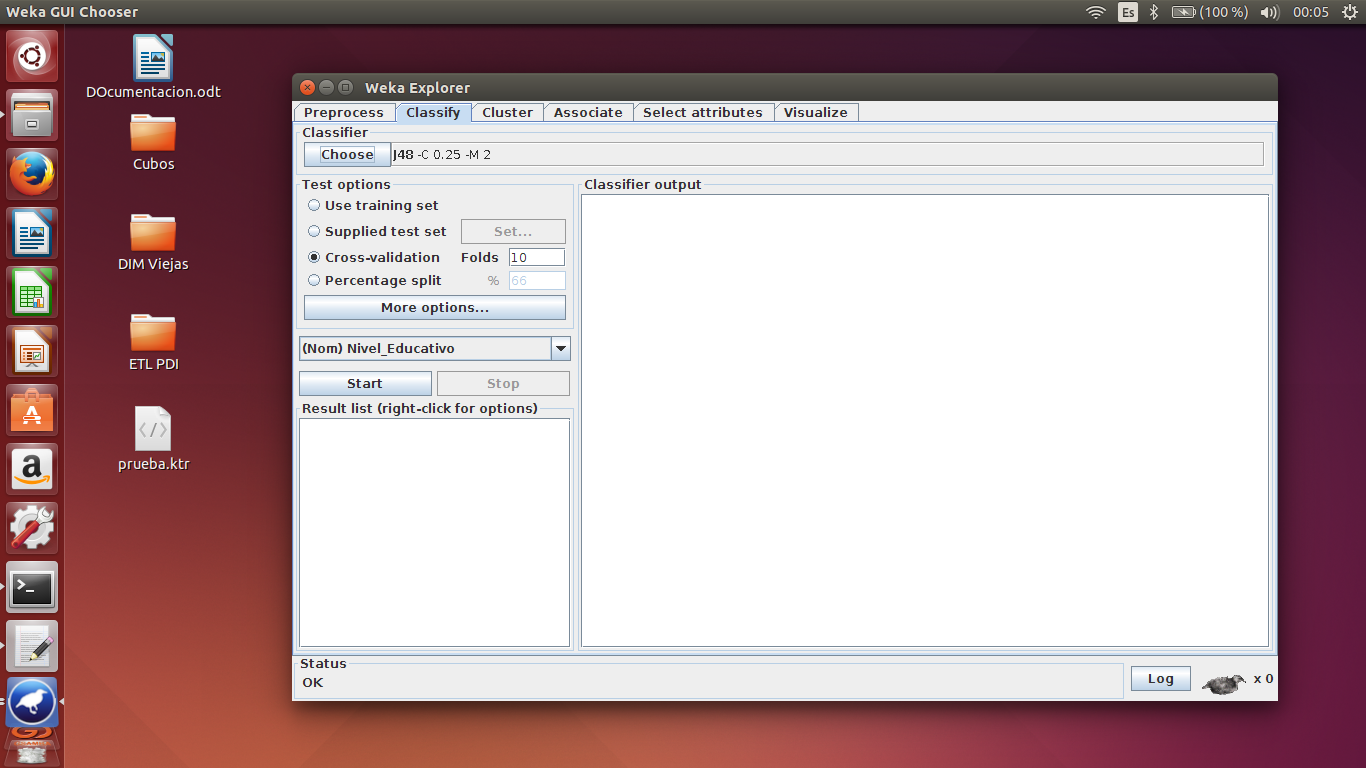 Weka GUI Chooser
Es
(100 %)
00:05
DOcumentacion.odt
Cubos
DIM Viejas
ETL PDI
prueba.ktr
Weka Explorer
Preprocess
Classify
Cluster
Associate
Select attributes
Visualize
Classifier
Choose
J48 -C 0.25 -M 2
Test options
Use training set
Supplied test set
Set...
Cross-validation
Folds
10
Percentage split
%
66
More options...
(Nom) Nivel_Educativo
Start
Stop
Result list (right-click for options)
Classifier output
Status
OK
Log
x 0